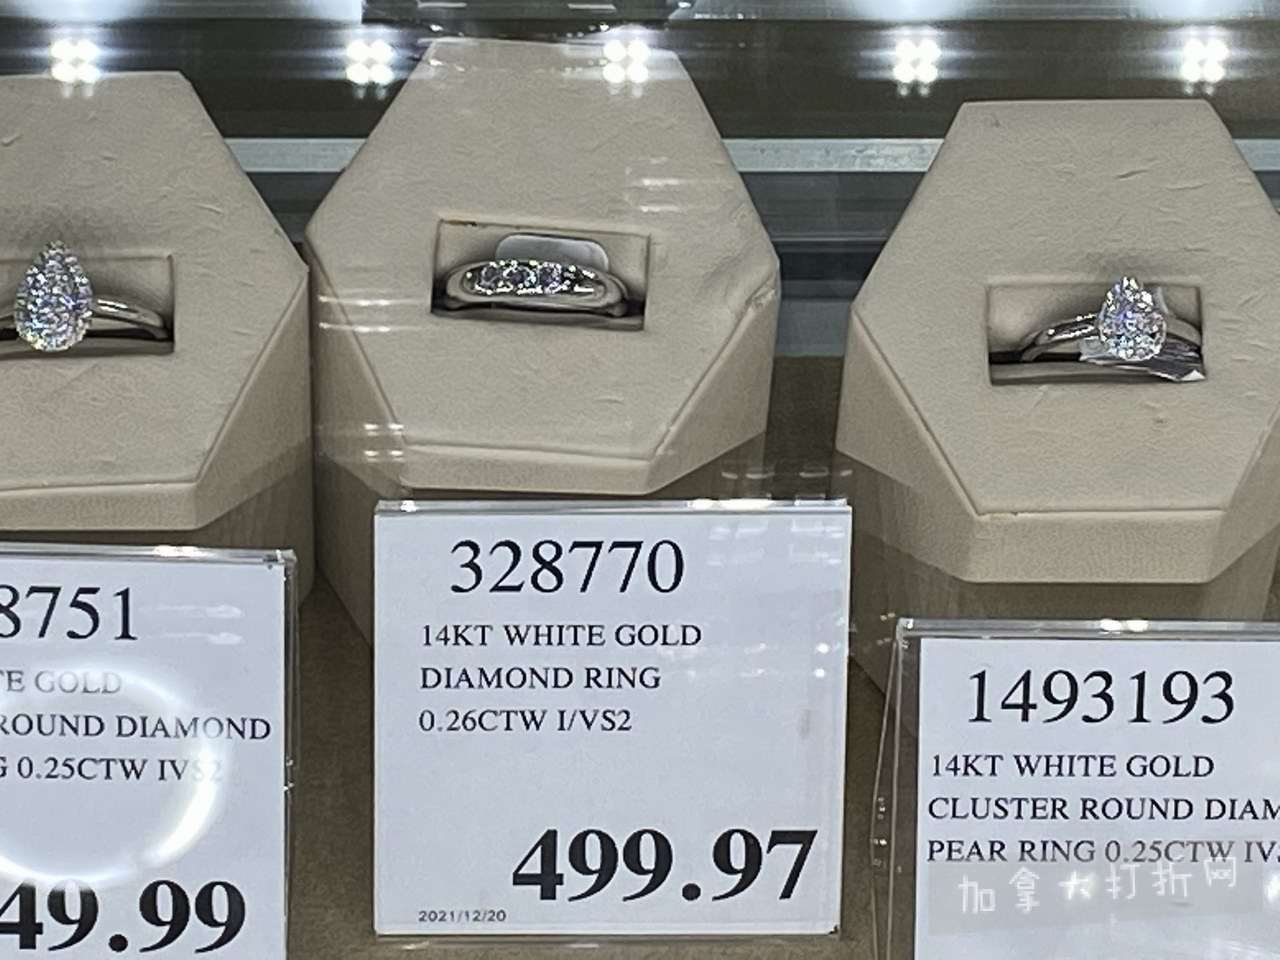 8751
TE GOLD
ROUND DIAMOND
G 0.25CTW IVS2
49.99
328770
14KT WHITE GOLD
DIAMOND RING
0.26CTW I/VS2
499.97
2021/12/20
1493193
14KT WHITE GOLD
CLUSTER ROUND DIAM
PEAR RING 0.25CTW IV
加拿大打折网